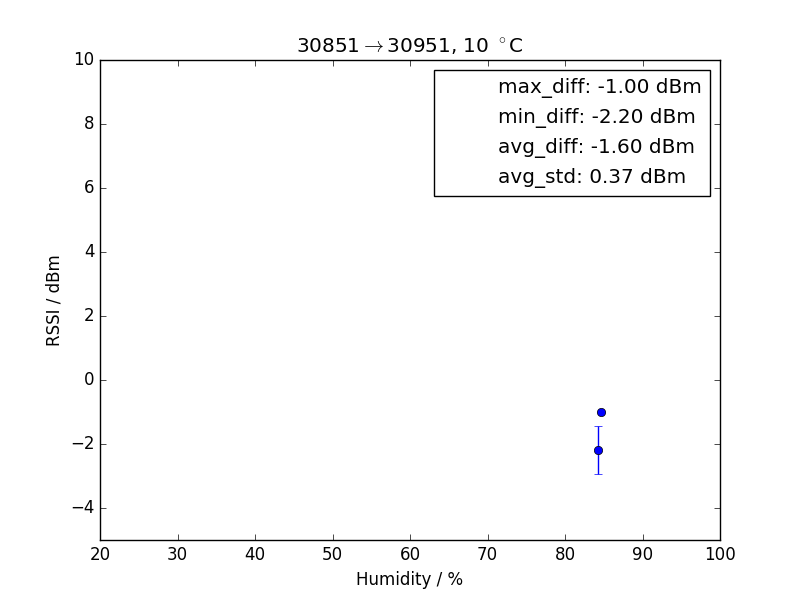 30851→30951, 10 °C
max_diff: -1.00 dBm
min_diff: -2.20 dBm
avg_diff: -1.60 dBm
avg_std: 0.37 dBm
10
8
6
4
2
0
−2
−4
RSSI / dBm
20 30 40 50 60 70 80 90 100
Humidity / %